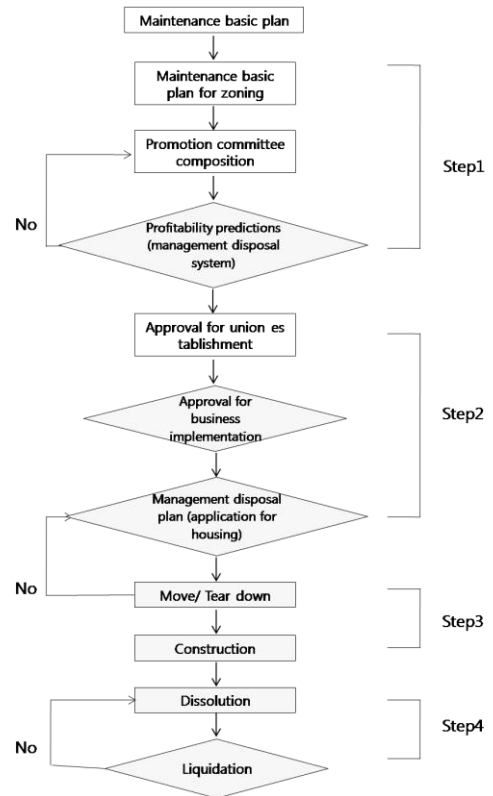 Maintenance basic plan
Maintenance basic
plan for zoning
Promotion committee
composition
Step1
No
Profitability predictions
(management disposal
system)
Approval for union es
tablishment
Approval for
business
implementation
Step2
Management disposal
plan (application for
housing)
No
Move/ Tear down
Step3
Construction
Dissolution
Step4
No
Liquidation